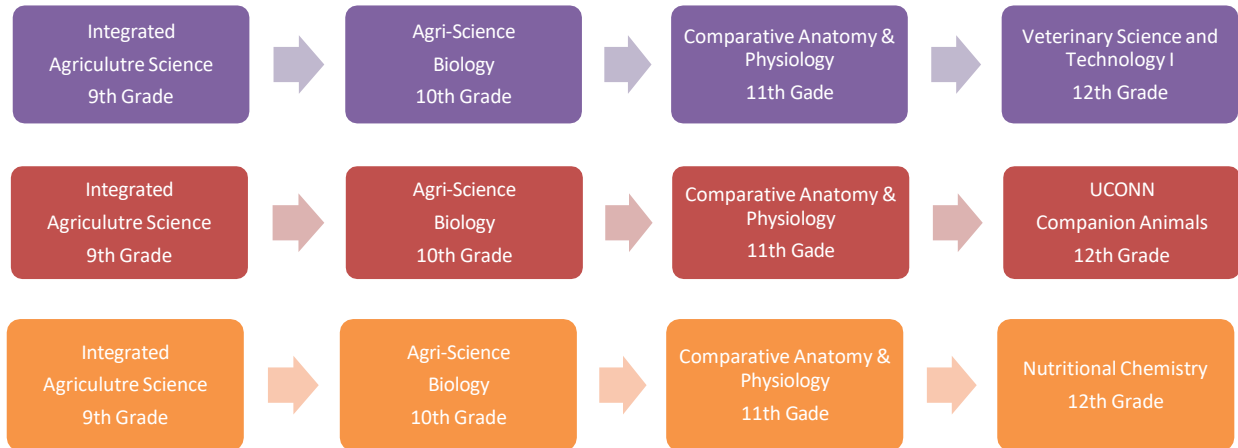 Integrated
Agriculutre Science
9th Grade
Agri-Science
Biology
10th Grade
Comparative Anatomy &
Physiology
11th Gade
Veterinary Science and
Technology I
12th Grade
Integrated
Agriculutre Science
9th Grade
Agri-Science
Biology
10th Grade
Comparative Anatomy &
Physiology
11th Gade
UCONN
Companion Animals
12th Grade
Integrated
Agriculutre Science
9th Grade
Agri-Science
Biology
10th Grade
Comparative Anatomy &
Physiology
11th Gade
Nutritional Chemistry
12th Grade